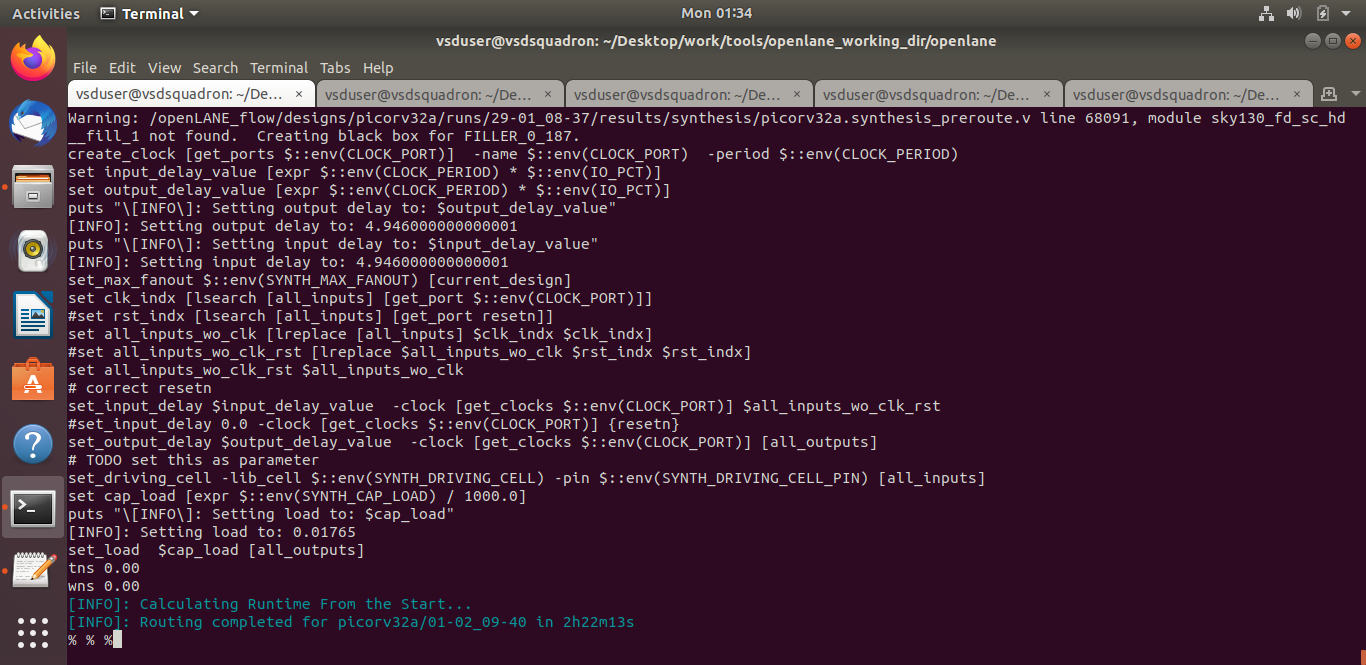 Activities
Terminal
Mon 01:34
vsduser@vsdsquadron: ~/Desktop/work/tools/openlane_working_dir/openlane
File Edit View Search Terminal Tabs Help
vsduser@vsdsquadron: ~/De... × vsduser@vsdsquadron: ~/De... × vsduser@vsdsquadron: ~/De... × vsduser@vsdsquadron: ~/De... × vsduser@vsdsquadron: ~/De... ×
Warning: /openLANE_flow/designs/picorv32a/runs/29-01_08-37/results/synthesis/picorv32a.synthesis_preroute.v line 68091, module sky130_fd_sc_hd
__fill_1 not found.  Creating black box for FILLER_0_187.
create_clock [get_ports $::env(CLOCK_PORT)]  -name $::env(CLOCK_PORT)  -period $::env(CLOCK_PERIOD)
set input_delay_value [expr $::env(CLOCK_PERIOD) * $::env(IO_PCT)]
set output_delay_value [expr $::env(CLOCK_PERIOD) * $::env(IO_PCT)]
puts "\[INFO\]: Setting output delay to: $output_delay_value"
[INFO]: Setting output delay to: 4.946000000000001
puts "\[INFO\]: Setting input delay to: $input_delay_value"
[INFO]: Setting input delay to: 4.946000000000001
set_max_fanout $::env(SYNTH_MAX_FANOUT) [current_design]
set clk_indx [lsearch [all_inputs] [get_port $::env(CLOCK_PORT)]]
#set rst_indx [lsearch [all_inputs] [get_port resetn]]
set all_inputs_wo_clk [lreplace [all_inputs] $clk_indx $clk_indx]
#set all_inputs_wo_clk_rst [lreplace $all_inputs_wo_clk $rst_indx $rst_indx]
set all_inputs_wo_clk_rst $all_inputs_wo_clk
# correct resetn
set_input_delay $input_delay_value  -clock [get_clocks $::env(CLOCK_PORT)] $all_inputs_wo_clk_rst
#set_input_delay 0.0 -clock [get_clocks $::env(CLOCK_PORT)] {resetn}
set_output_delay $output_delay_value  -clock [get_clocks $::env(CLOCK_PORT)] [all_outputs]
# TODO set this as parameter
set_driving_cell -lib_cell $::env(SYNTH_DRIVING_CELL) -pin $::env(SYNTH_DRIVING_CELL_PIN) [all_inputs]
set cap_load [expr $::env(SYNTH_CAP_LOAD) / 1000.0]
puts "\[INFO\]: Setting load to: $cap_load"
[INFO]: Setting load to: 0.01765
set_load  $cap_load [all_outputs]
tns 0.00
wns 0.00
[INFO]: Calculating Runtime From the Start...
[INFO]: Routing completed for picorv32a/01-02_09-40 in 2h22m13s
% % %